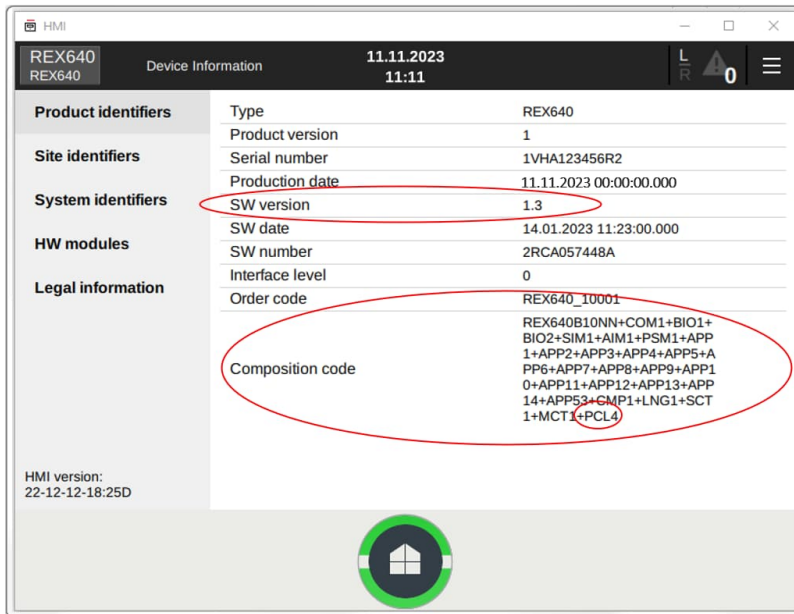 HMI
REX640
REX640
Device Information
11.11.2023
11:11
L
R
0
Product identifiers
Site identifiers
System identifiers
HW modules
Legal information
Type REX640
Product version 1
Serial number 1VHA123456R2
Production date 11.11.2023 00:00:00.000
SW version 1.3
SW date 14.01.2023 11:23:00.000
SW number 2RCA057448A
Interface level 0
Order code REX640_10001
Composition code
REX640B10NN+COM1+BIO1+
BIO2+SIM1+AIM1+PSM1+APP
1+APP2+APP3+APP4+APP5+A
PP6+APP7+APP8+APP9+APP1
0+APP11+APP12+APP13+APP
14+APP53+CMP1+LNG1+SCT
1+MCT1+PCL4
HMI version:
22-12-12-18:25D